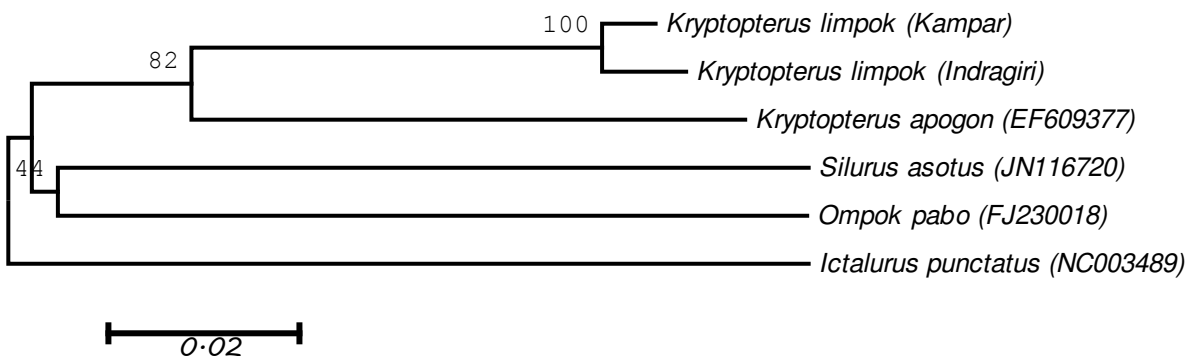 100
Kryptopterus limpok (Kampar)
82
Kryptopterus limpok (Indragiri)
Kryptopterus apogon (EF609377)
44
Silurus asotus (JN116720)
Ompok pabo (FJ230018)
Ictalurus punctatus (NC003489)
0·02